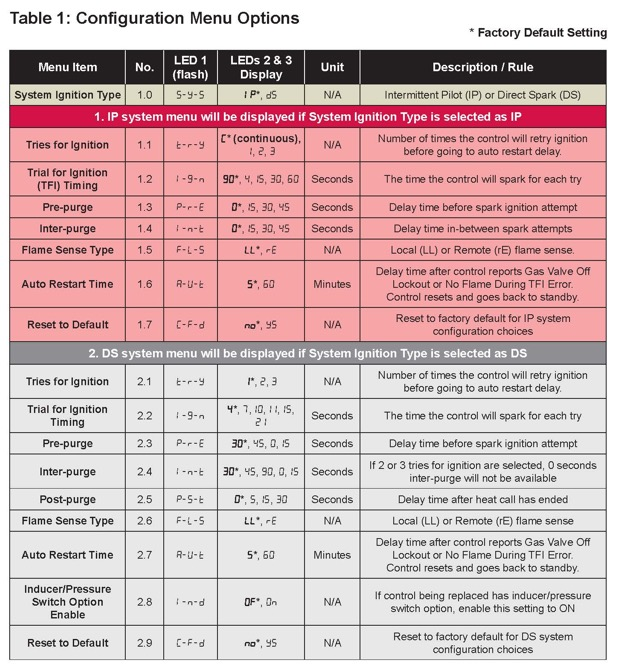 Table 1: Configuration Menu Options
* Factory Default Setting
Menu Item No. LED 1 (flash) LEDs 2 & 3 Display Unit Description / Rule
System Ignition Type 1.0 S-y-S IP*, dS N/A Intermittent Pilot (IP) or Direct Spark (DS)
1. IP system menu will be displayed if System Ignition Type is selected as IP
Tries for Ignition 1.1 t-r-y C* (continuous), 1, 2, 3 N/A Number of times the control will retry ignition before going to auto restart delay.
Trial for Ignition (TFI) Timing 1.2 I-g-n 90*, 4, 15, 30, 60 Seconds The time the control will spark for each try
Pre-purge 1.3 P-r-E 0*, 15, 30, 45 Seconds Delay time before spark ignition attempt
Inter-purge 1.4 I-n-t 0*, 15, 30, 45 Seconds Delay time in-between spark attempts
Flame Sense Type 1.5 F-L-S LL*, rE N/A Local (LL) or Remote (rE) flame sense.
Auto Restart Time 1.6 A-U-t 5*, 60 Minutes Delay time after control reports Gas Valve Off Lockout or No Flame During TFI Error. Control resets and goes back to standby.
Reset to Default 1.7 C-F-d no*, yS N/A Reset to factory default for IP system configuration choices
2. DS system menu will be displayed if System Ignition Type is selected as DS
Tries for Ignition 2.1 t-r-y 1*, 2, 3 N/A Number of times the control will retry ignition before going to auto restart delay.
Trial for Ignition Timing 2.2 I-g-n 4*, 7, 10, 11, 15, 21 Seconds The time the control will spark for each try
Pre-purge 2.3 P-r-E 30*, 45, 0, 15 Seconds Delay time before spark ignition attempt
Inter-purge 2.4 I-n-t 30*, 45, 90, 0, 15 Seconds If 2 or 3 tries for ignition are selected, 0 seconds inter-purge will not be available
Post-purge 2.5 P-S-t 0*, 5, 15, 30 Seconds Delay time after heat call has ended
Flame Sense Type 2.6 F-L-S LL*, rE N/A Local (LL) or Remote (rE) flame sense
Auto Restart Time 2.7 A-U-t 5*, 60 Minutes Delay time after control reports Gas Valve Off Lockout or No Flame During TFI Error. Control resets and goes back to standby.
Inducer/Pressure Switch Option Enable 2.8 I-n-d OF*, On N/A If control being replaced has inducer/pressure switch option, enable this setting to ON
Reset to Default 2.9 C-F-d no*, yS N/A Reset to factory default for DS system configuration choices